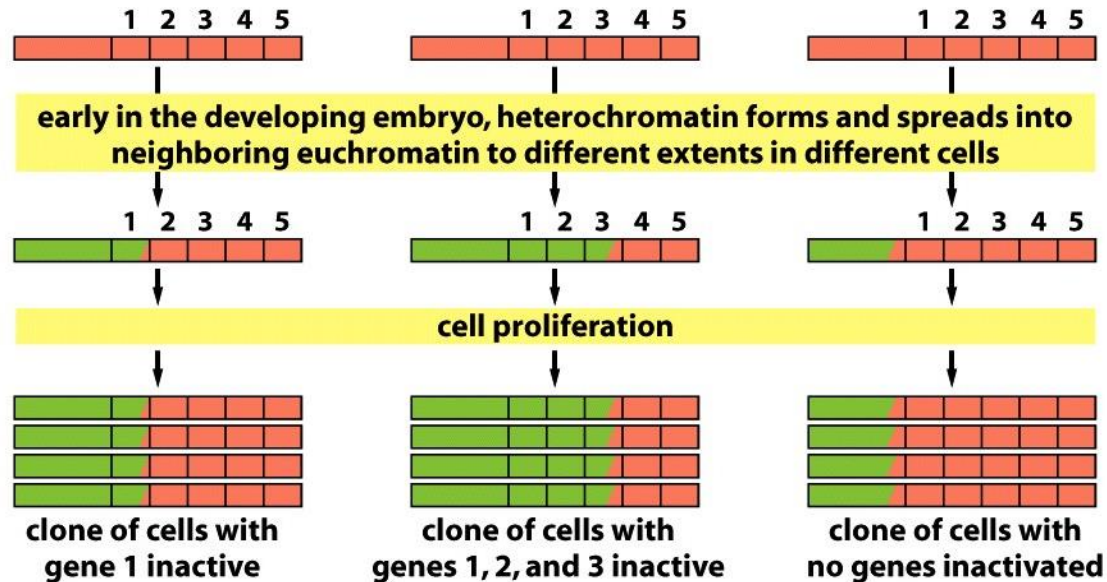 1 2 3 4 5 1 2 3 4 5 1 2 3 4 5
early in the developing embryo, heterochromatin forms and spreads into
neighboring euchromatin to different extents in different cells
1 2 3 4 5 1 2 3 4 5 1 2 3 4 5
cell proliferation
clone of cells with
gene 1 inactive
clone of cells with
genes 1, 2, and 3 inactive
clone of cells with
no genes inactivated